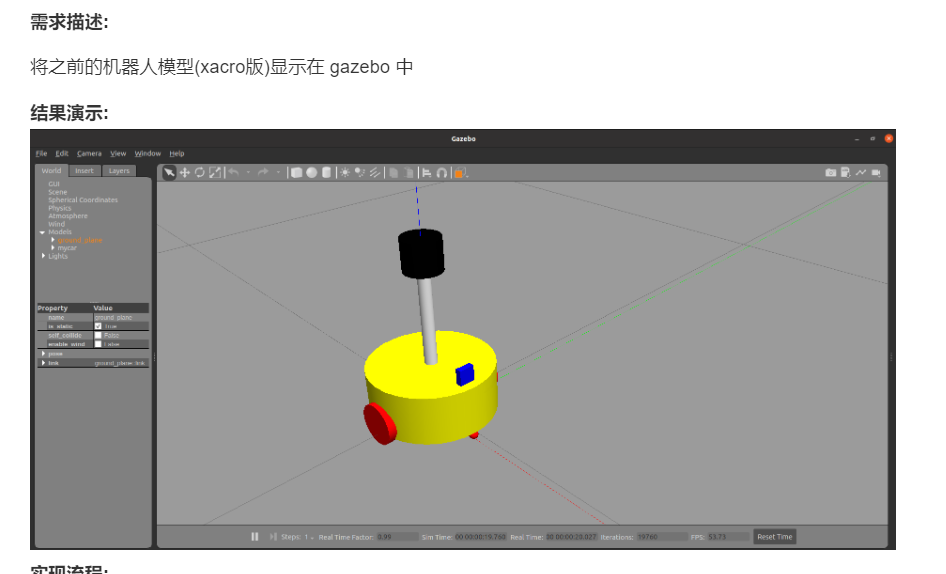 需求描述:
将之前的机器人模型(xacro版)显示在 gazebo 中
结果演示:
Gazebo
File Edit Camera View Window Help
World Insert Layers
GUI
Scene
Spherical Coordinates
Physics
Atmosphere
Wind
Models
ground_plane
mycar
Lights
Property Value
name ground_plane
is_static True
self_collide False
enable_wind False
pose
link ground_plane::link
Steps: 1 Real Time Factor: 0.99 Sim Time: 00 00:00:19.760 Real Time: 00 00:00:20.027 Iterations: 19760 FPS: 53.73 Reset Time
实现流程: